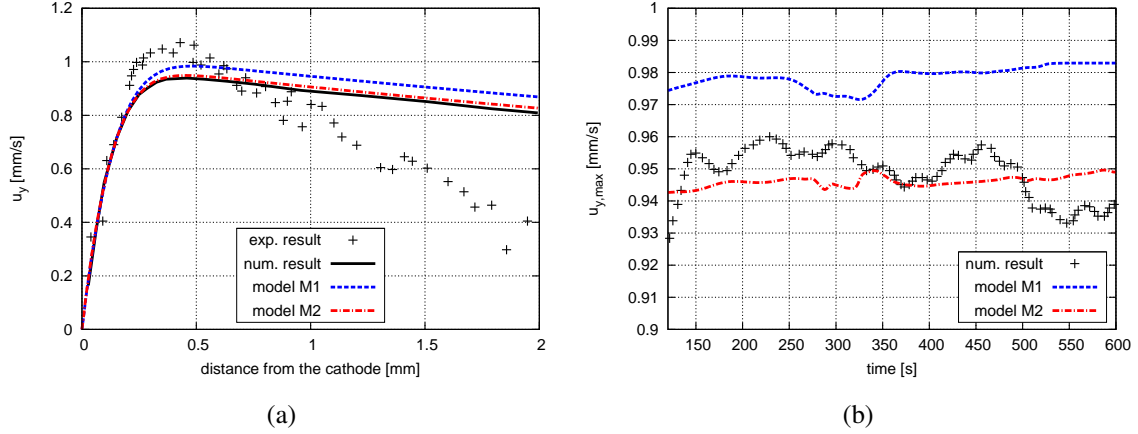 1.2
1
0.8
0.6
0.4
0.2
0
u_y [mm/s]
exp. result
num. result
model M1
model M2
0 0.5 1 1.5 2
distance from the cathode [mm]
(a)
1
0.99
0.98
0.97
0.96
0.95
0.94
0.93
0.92
0.91
0.9
u_y,max [mm/s]
num. result
model M1
model M2
150 200 250 300 350 400 450 500 550 600
time [s]
(b)